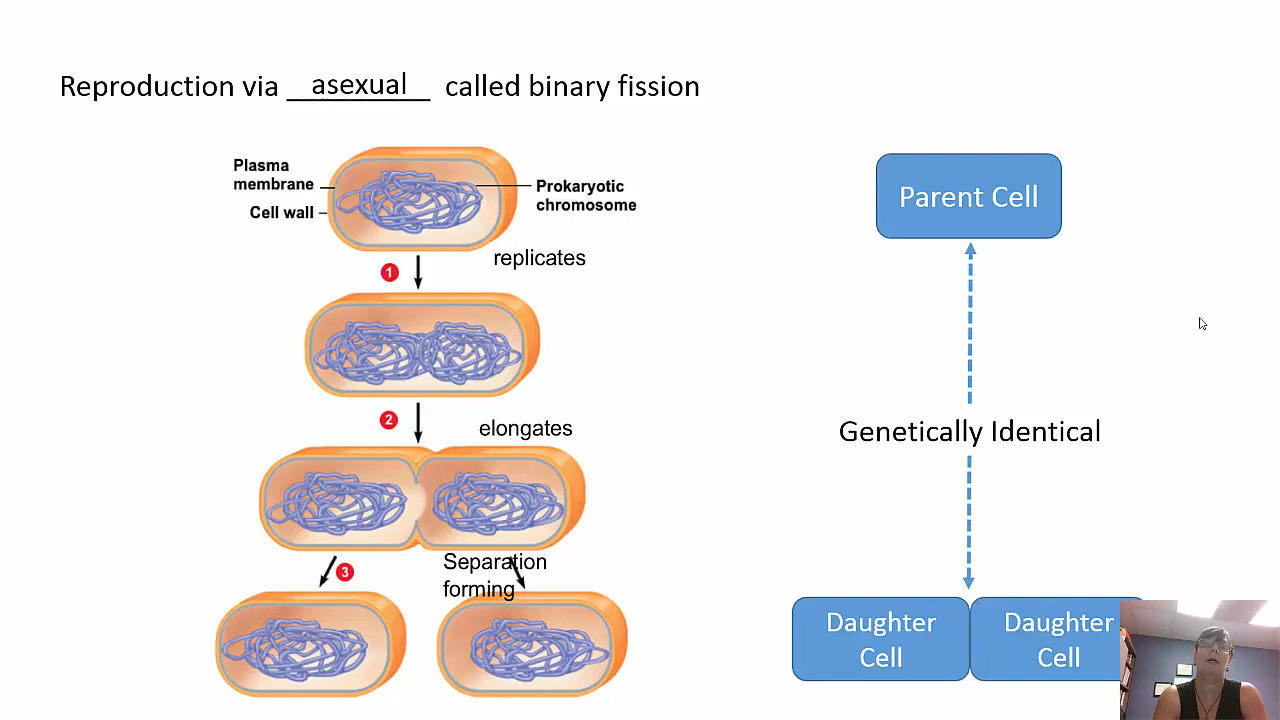 Reproduction via asexual called binary fission
Plasma
membrane
Cell wall
Prokaryotic
chromosome
1
replicates
2
elongates
3
Separation
forming
Parent Cell
Genetically Identical
Daughter
Cell
Daughter
Cell